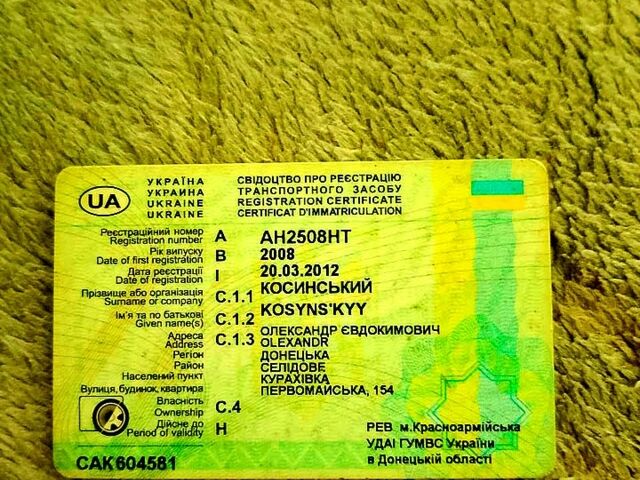 UA
УКРАЇНА
УКРАИНА
UKRAINE
UKRAINE
СВІДОЦТВО ПРО РЕЄСТРАЦІЮ
ТРАНСПОРТНОГО ЗАСОБУ
REGISTRATION CERTIFICATE
CERTIFICAT D'IMMATRICULATION
Реєстраційний номер
Registration number A AH2508HT
Рік випуску
Date of first registration B 2008
Дата реєстрації
Date of registration I 20.03.2012
Прізвище або організація
Surname or company C.1.1 КОСИНСЬКИЙ
KOSYNS'KYY
Ім'я та по батькові
Given name(s) C.1.2 ОЛЕКСАНДР ЄВДОКИМОВИЧ
OLEXANDR
Адреса
Address C.1.3
Регіон ДОНЕЦЬКА
Район СЕЛІДОВЕ
Населений пункт КУРАХІВКА
Вулиця, будинок, квартира ПЕРВОМАЙСЬКА, 154
Власність
Ownership C.4
Дійсне до
Period of validity H
РЕВ м.Красноармійська
УДАІ ГУМВС України
в Донецькій області
САК604581